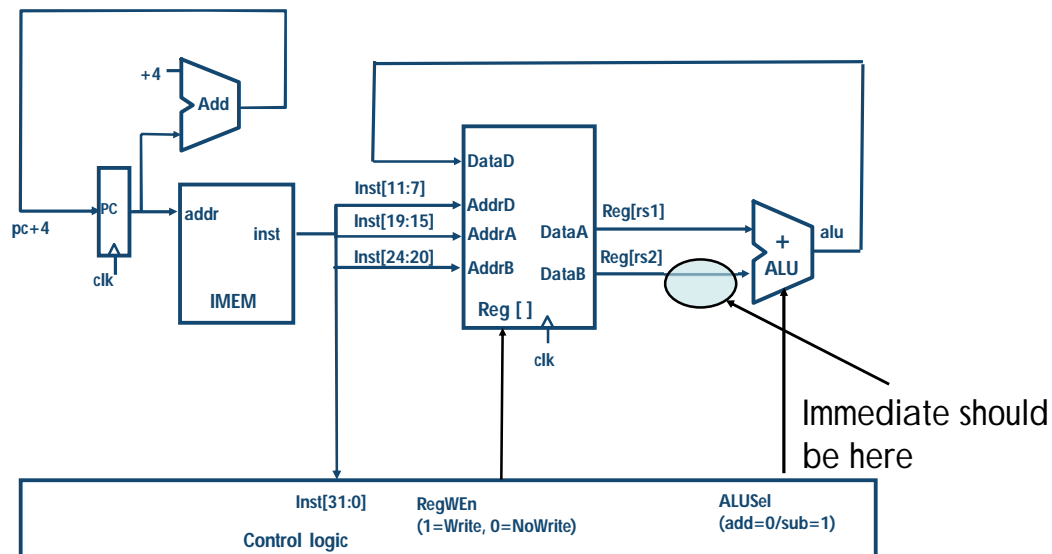 +4
Add
DataD
Inst[11:7]
PC
addr
AddrD
Reg[rs1]
Inst[19:15]
pc+4
inst
AddrA
DataA
+
alu
Inst[24:20]
Reg[rs2]
AddrB
DataB
ALU
clk
IMEM
Reg [ ]
clk
Immediate should
be here
Inst[31:0]
RegWEn
(1=Write, 0=NoWrite)
ALUSel
(add=0/sub=1)
Control logic